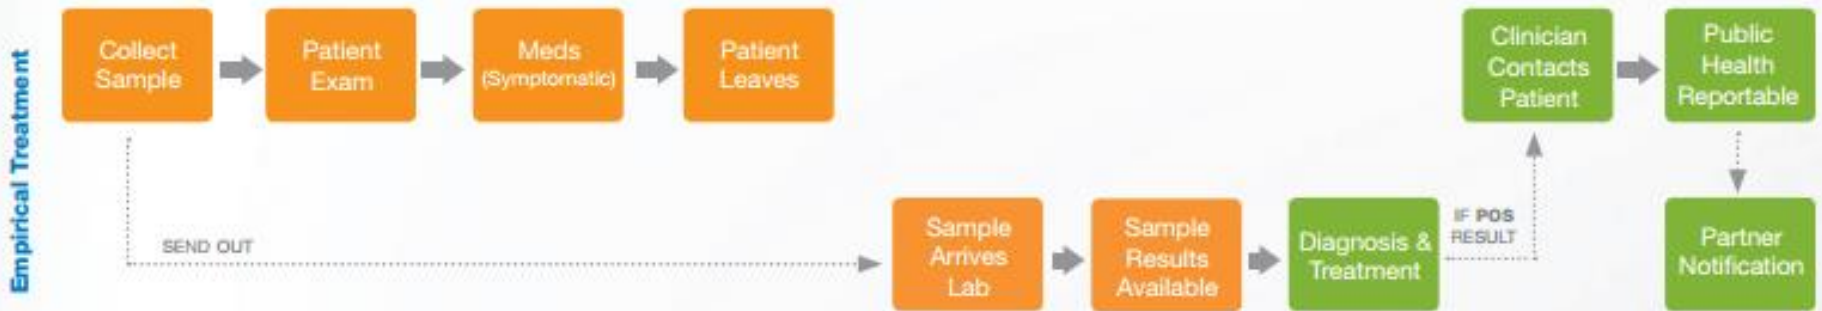 Empirical Treatment
Collect
Sample
Patient
Exam
Meds
(Symptomatic)
Patient
Leaves
SEND OUT
Sample
Arrives
Lab
Sample
Results
Available
Diagnosis &
Treatment
IF POS
RESULT
Clinician
Contacts
Patient
Public
Health
Reportable
Partner
Notification